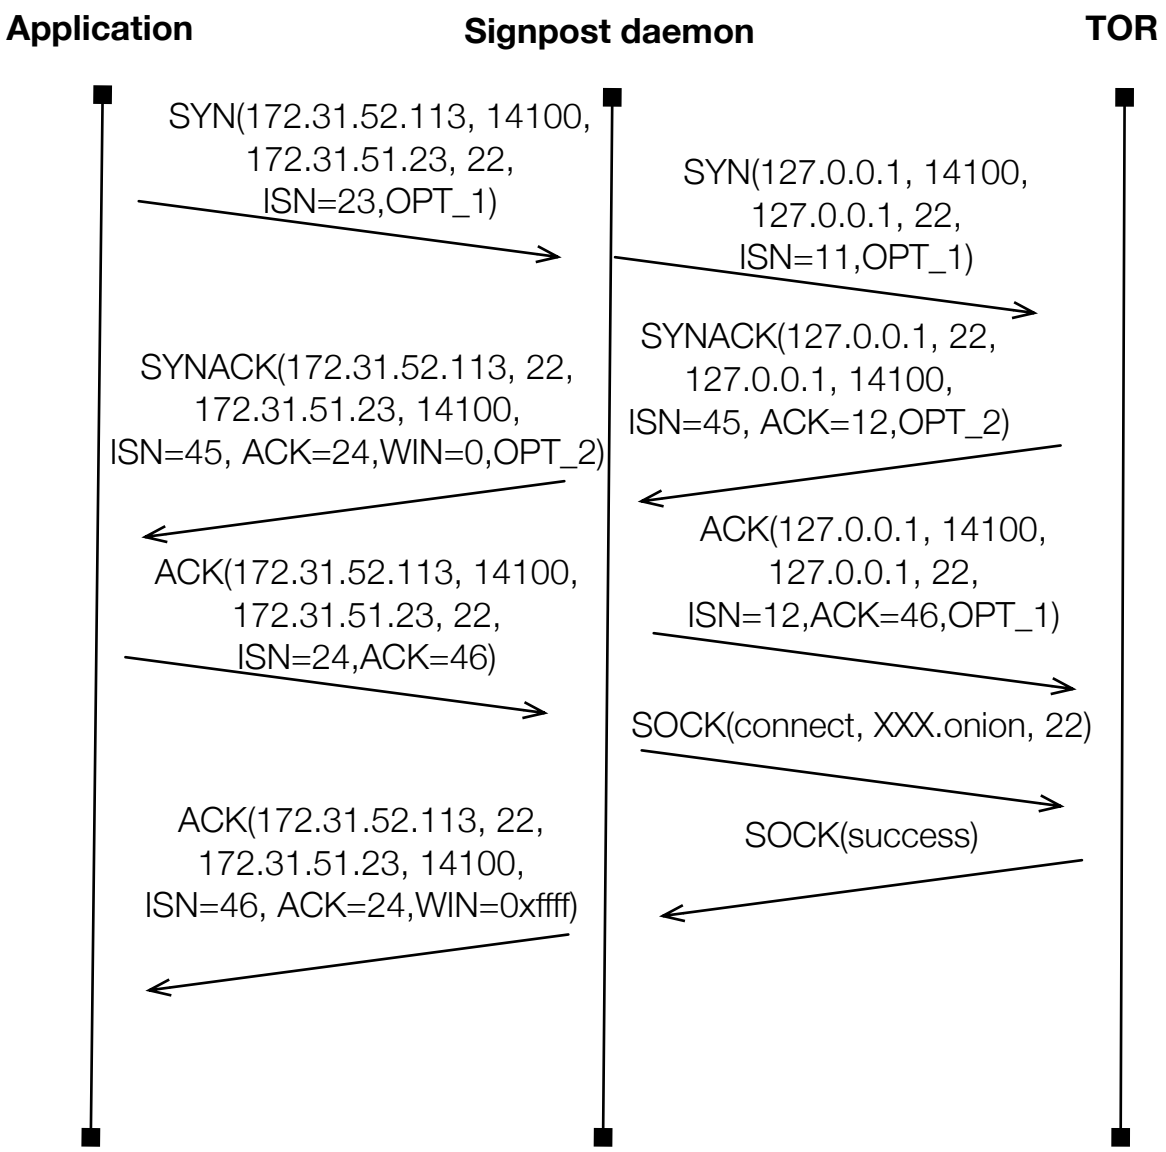 Application
Signpost daemon
TOR
SYN(172.31.52.113, 14100,
172.31.51.23, 22,
ISN=23,OPT_1)
SYN(127.0.0.1, 14100,
127.0.0.1, 22,
ISN=11,OPT_1)
SYNACK(127.0.0.1, 22,
127.0.0.1, 14100,
ISN=45, ACK=12,OPT_2)
SYNACK(172.31.52.113, 22,
172.31.51.23, 14100,
ISN=45, ACK=24,WIN=0,OPT_2)
ACK(127.0.0.1, 14100,
127.0.0.1, 22,
ISN=12,ACK=46,OPT_1)
ACK(172.31.52.113, 14100,
172.31.51.23, 22,
ISN=24,ACK=46)
SOCK(connect, XXX.onion, 22)
SOCK(success)
ACK(172.31.52.113, 22,
172.31.51.23, 14100,
ISN=46, ACK=24,WIN=0xffff)